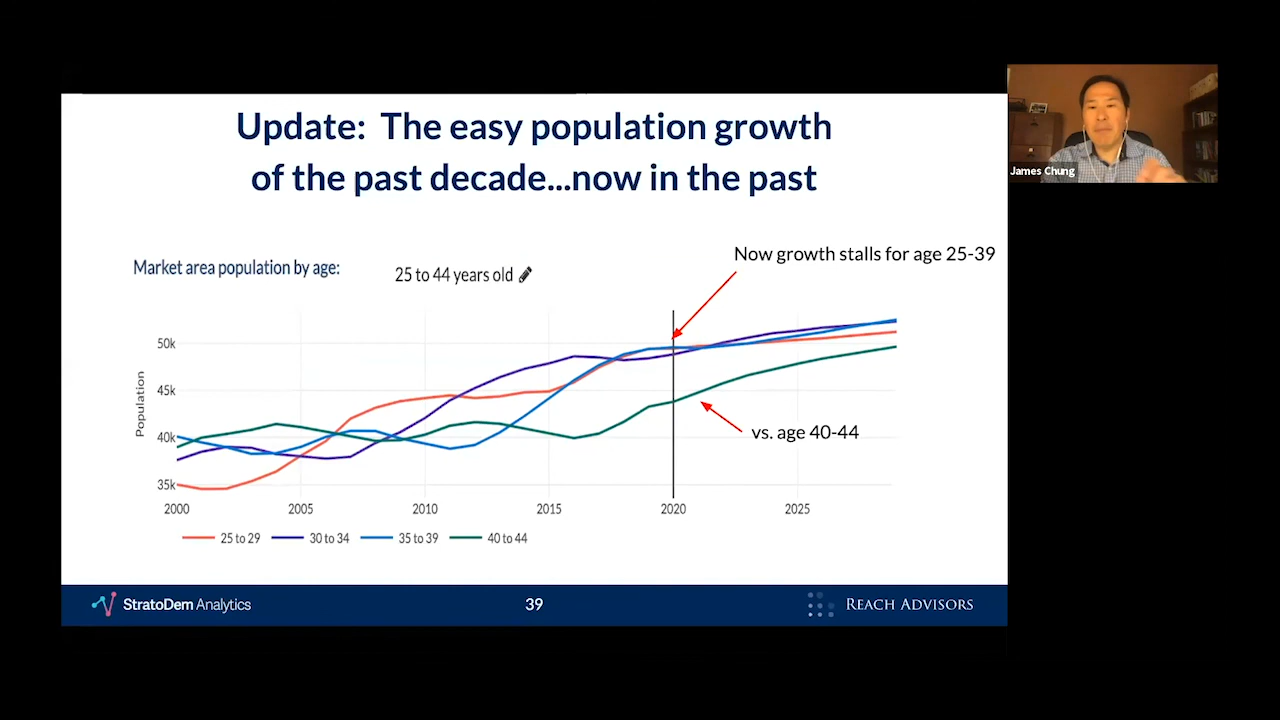 Update: The easy population growth
of the past decade...now in the past
James Chung
Now growth stalls for age 25-39
Market area population by age:
25 to 44 years old
50k
45k
40k
35k
Population
vs. age 40-44
2000
2005
2010
2015
2020
2025
25 to 29
30 to 34
35 to 39
40 to 44
StratoDem Analytics
39
REACH ADVISORS